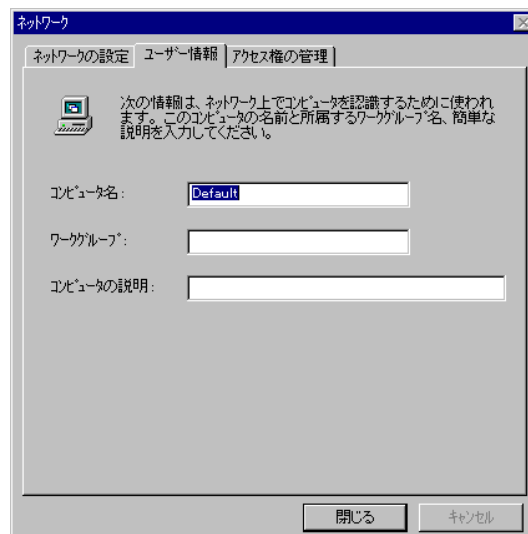 ネットワーク
ネットワークの設定
ユーザー情報
アクセス権の管理
次の情報は、ネットワーク上でコンピュータを認識するために使われ
ます。このコンピュータの名前と所属するワークグループ名、簡単な
説明を入力してください。
コンピュータ名:
Default
ワークグループ:
コンピュータの説明:
閉じる
キャンセル